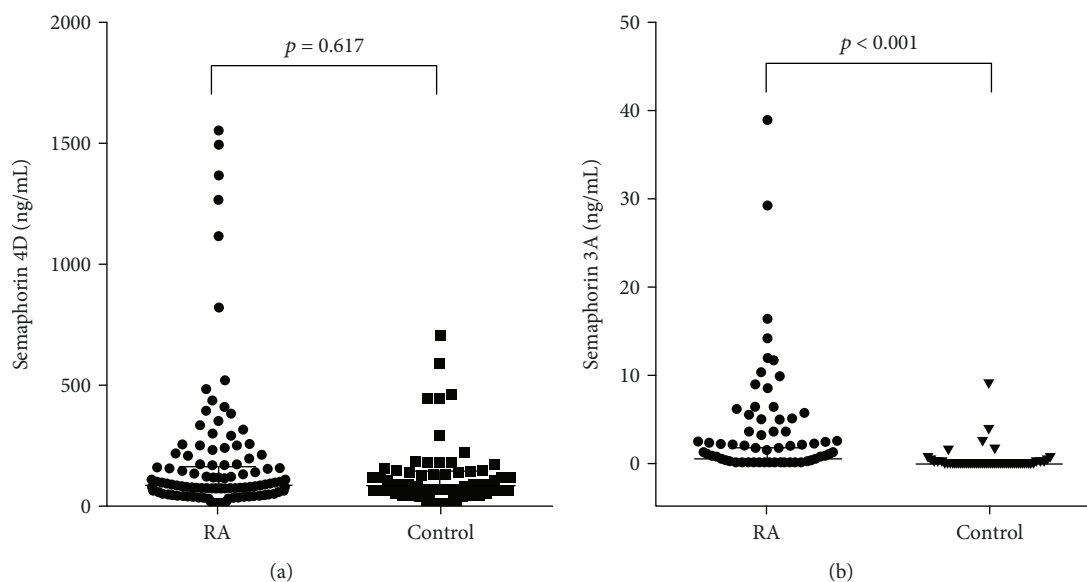 2000
1500
1000
500
0
Semaphorin 4D (ng/mL)
p = 0.617
RA
Control
(a)
50
40
30
20
10
0
Semaphorin 3A (ng/mL)
p < 0.001
RA
Control
(b)